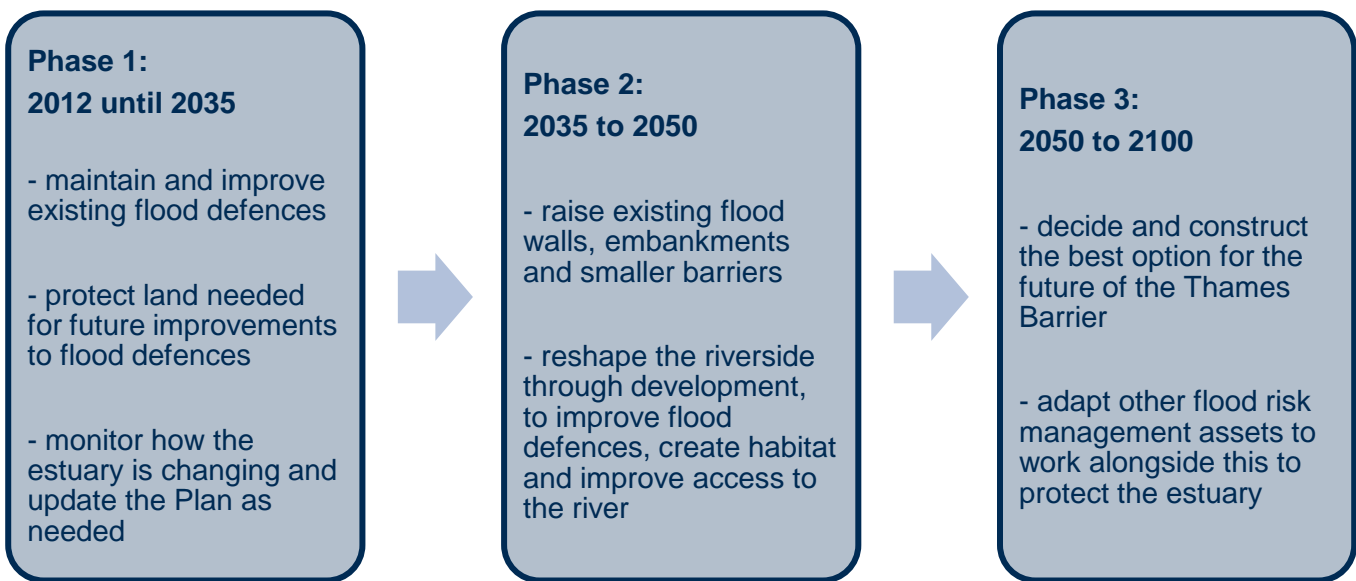 Phase 1:
2012 until 2035
- maintain and improve
existing flood defences
- protect land needed
for future improvements
to flood defences
- monitor how the
estuary is changing and
update the Plan as
needed
Phase 2:
2035 to 2050
- raise existing flood
walls, embankments
and smaller barriers
- reshape the riverside
through development,
to improve flood
defences, create habitat
and improve access to
the river
Phase 3:
2050 to 2100
- decide and construct
the best option for the
future of the Thames
Barrier
- adapt other flood risk
management assets to
work alongside this to
protect the estuary